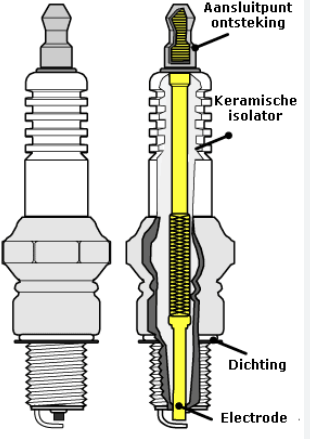 Aansluitpunt
ontsteking
Keramische
isolator
Dichting
Electrode